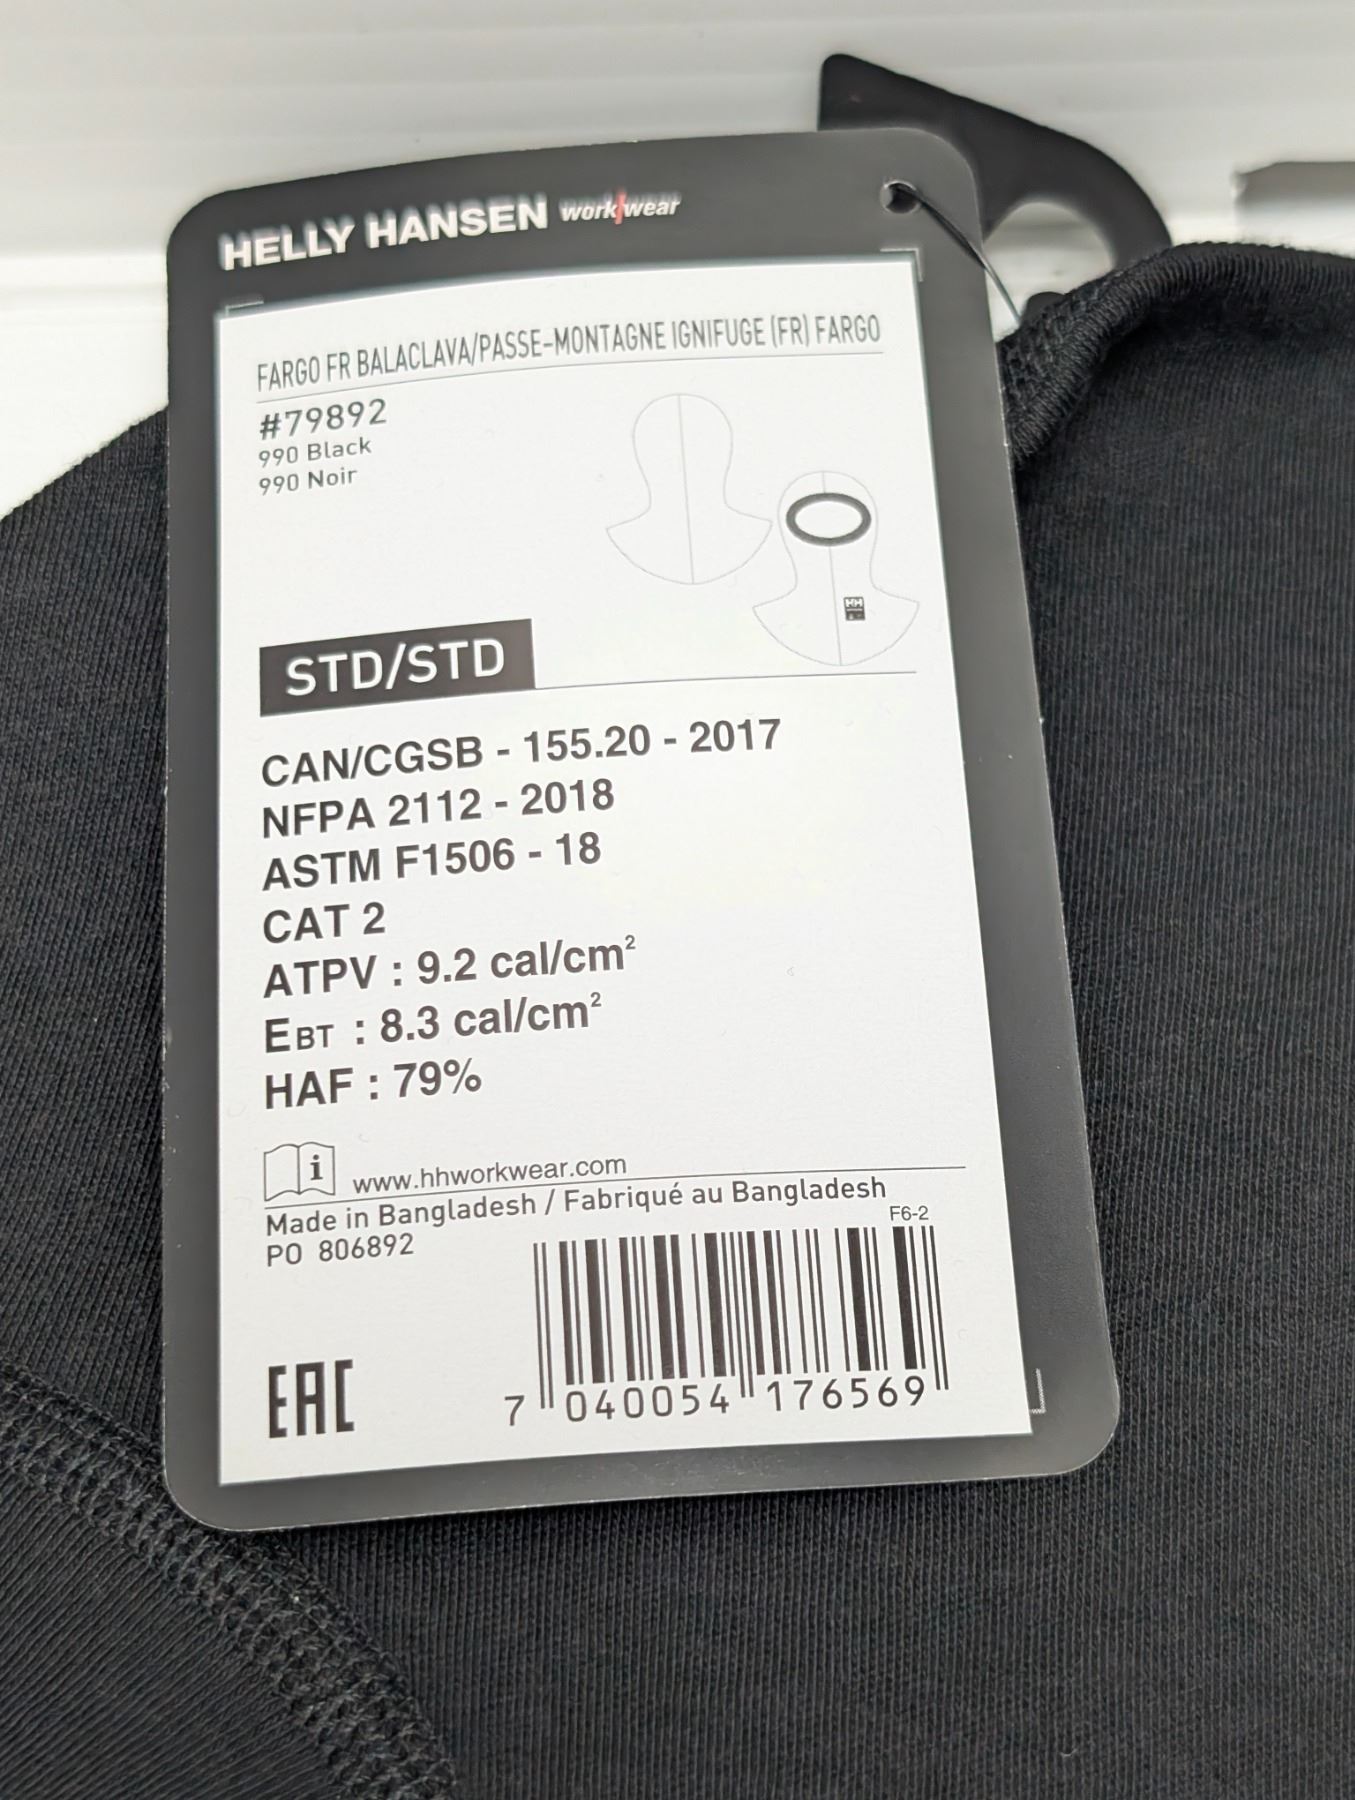 HELLY HANSEN work/wear
FARGO FR BALACLAVA/PASSE-MONTAGNE IGNIFUGE (FR) FARGO
#79892
990 Black
990 Noir
HH
STD/STD
CAN/CGSB - 155.20 - 2017
NFPA 2112 - 2018
ASTM F1506 - 18
CAT 2
ATPV : 9.2 cal/cm²
EBT : 8.3 cal/cm²
HAF : 79%
i www.hhworkwear.com
Made in Bangladesh / Fabriqué au Bangladesh
F6-2
PO 806892
EAC
7 040054 176569